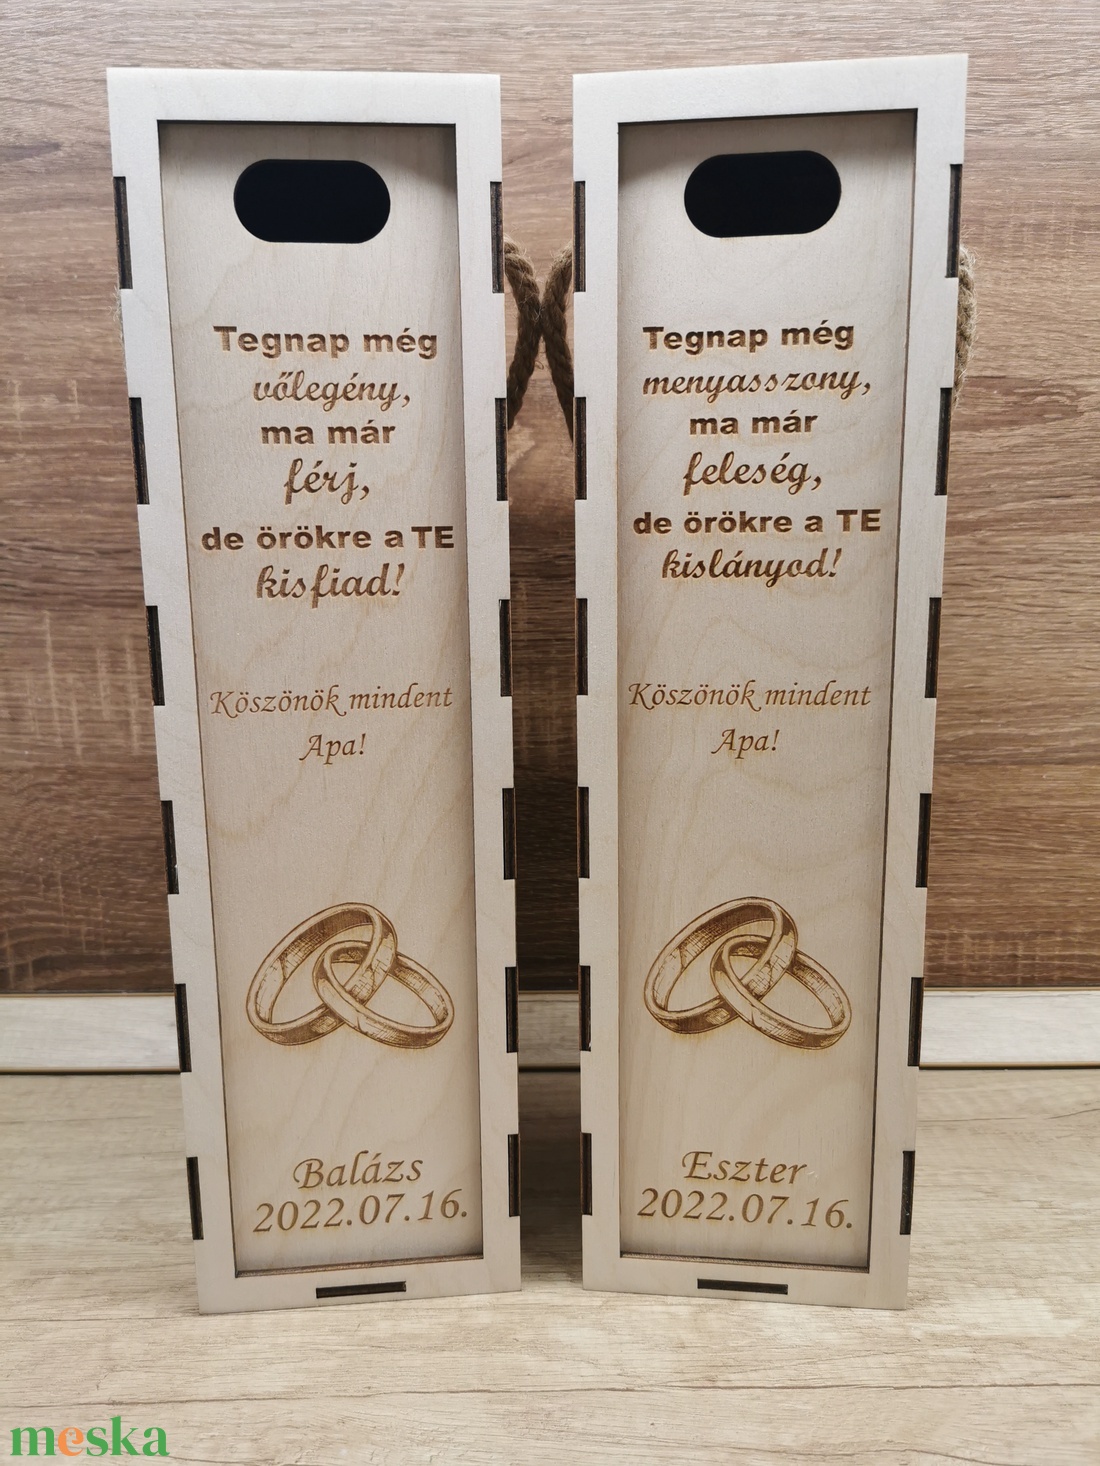 Tegnap még
vőlegény,
ma már
férj,
de örökre a TE
kisfiad!
Köszönök mindent
Apa!
Balázs
2022.07.16.
Tegnap még
menyasszony,
ma már
feleség,
de örökre a TE
kislányod!
Köszönök mindent
Apa!
Eszter
2022.07.16.
meska